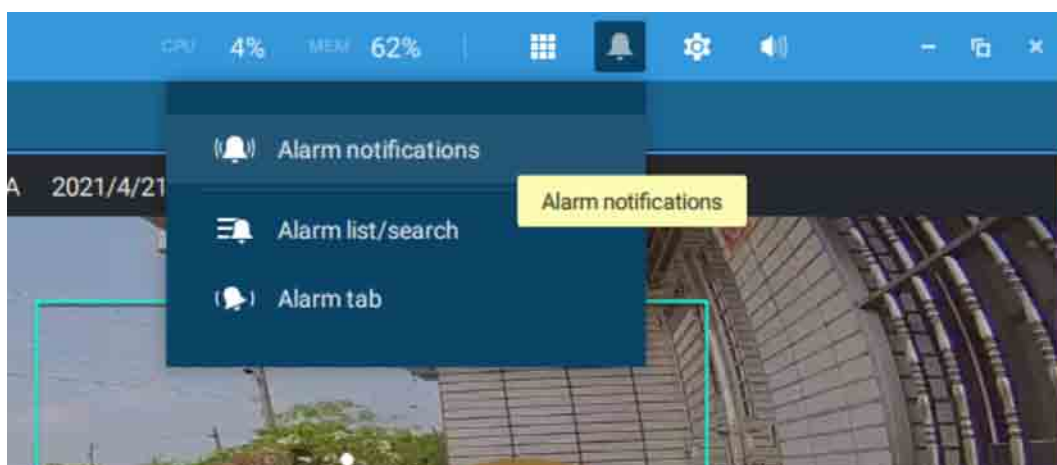 CPU 4% MEM 62%
Alarm notifications
A 2021/4/21
Alarm notifications
Alarm list/search
Alarm tab